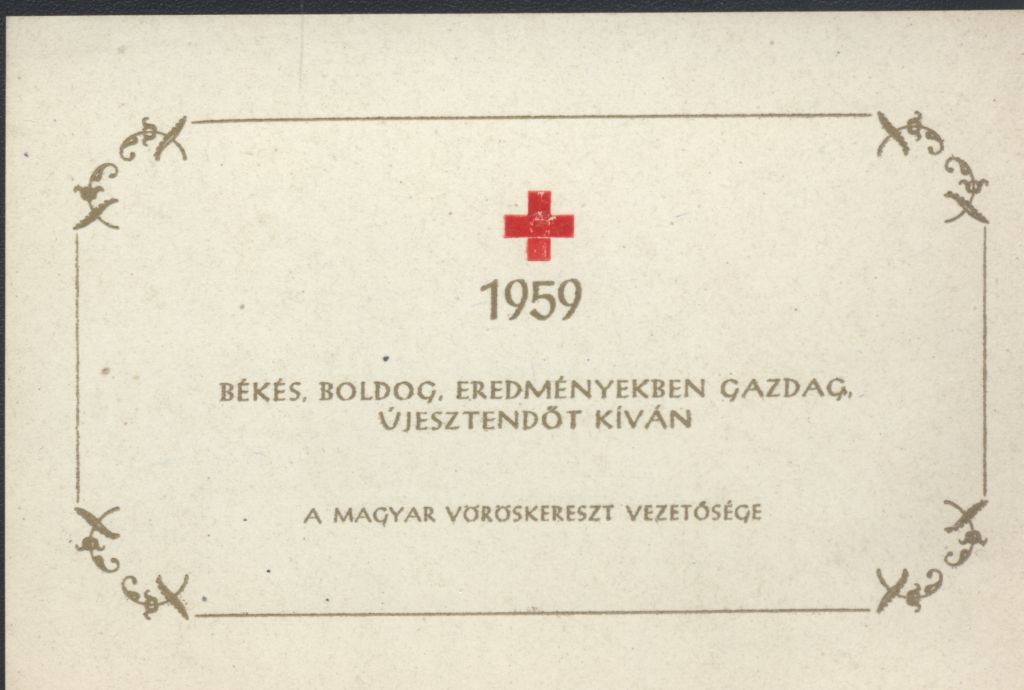 1959
BÉKÉS, BOLDOG, EREDMÉNYEKBEN GAZDAG,
ÚJESZTENDŐT KÍVÁN
A MAGYAR VÖRÖSKERESZT VEZETŐSÉGE